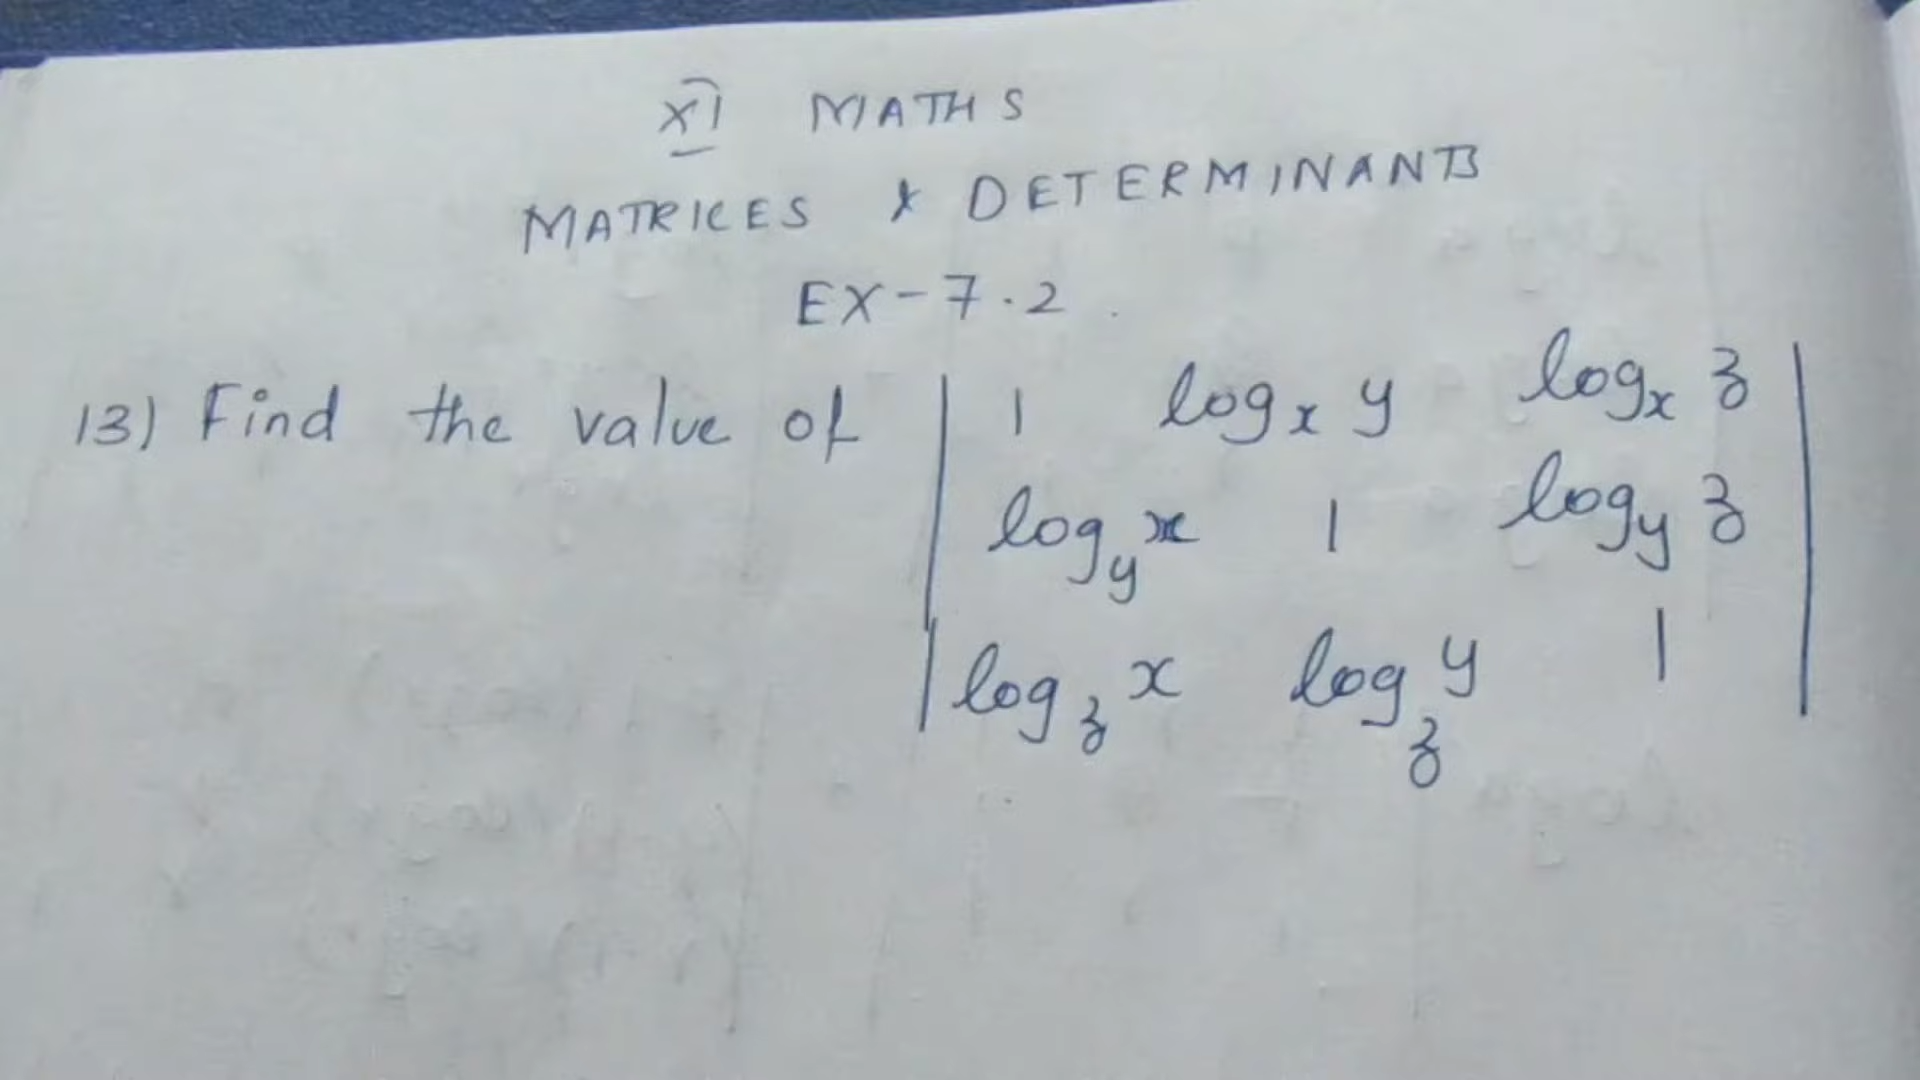 XI MATHS
MATRICES & DETERMINANTS
EX-7.2
13) Find the value of | 1 log_x y log_x z |
log_y x 1 log_y z
| log_z x log_z y 1